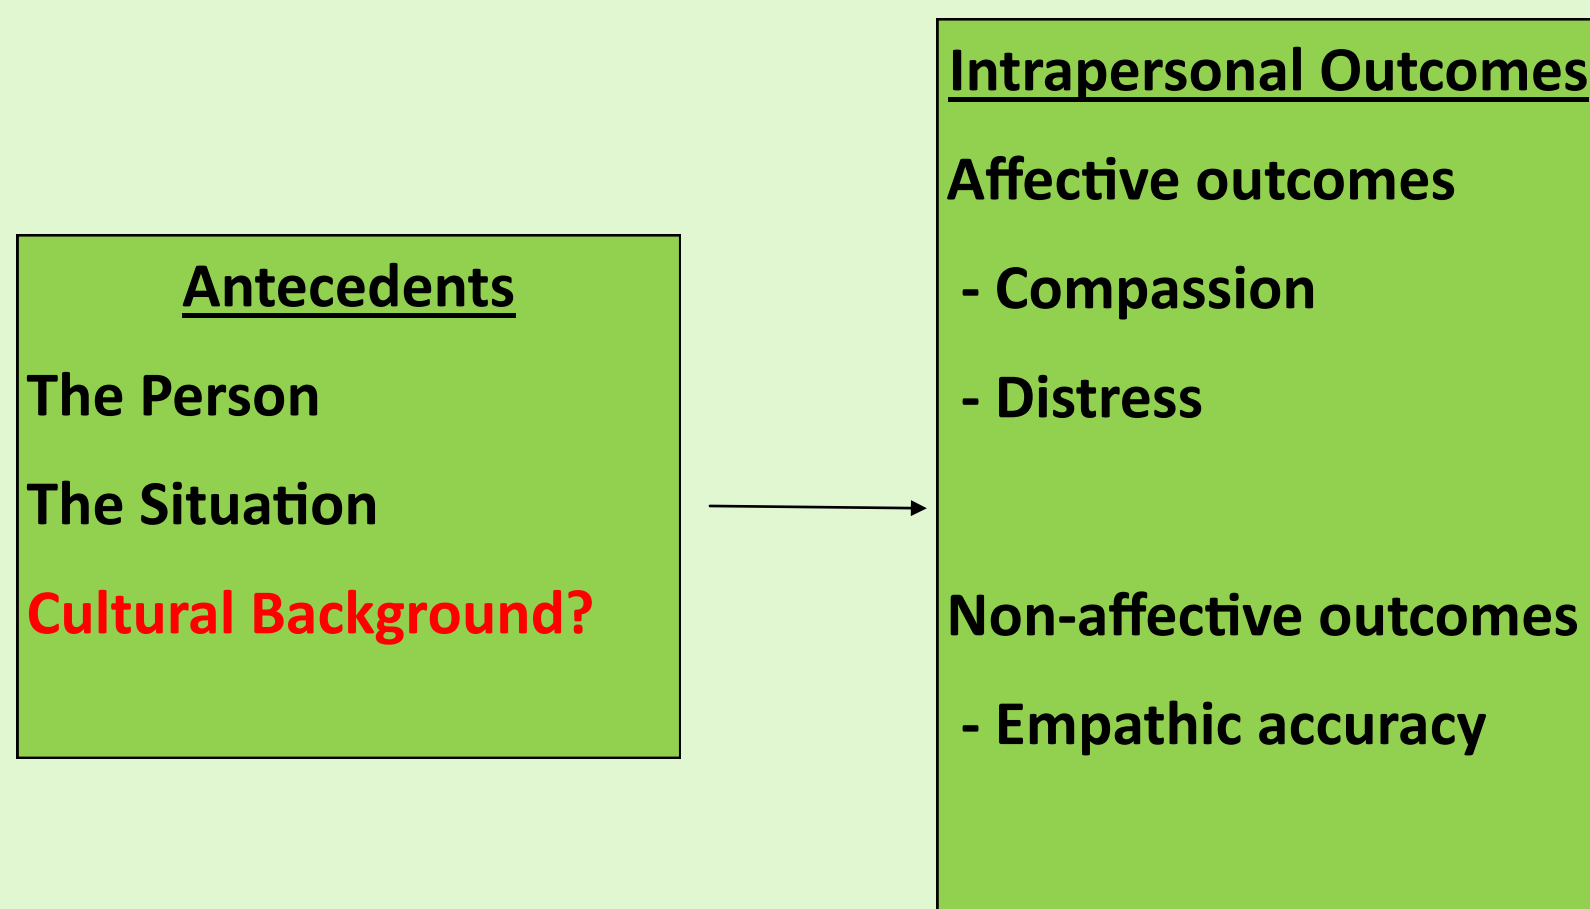 Antecedents
The Person
The Situation
Cultural Background?
Intrapersonal Outcomes
Affective outcomes
- Compassion
- Distress
Non-affective outcomes
- Empathic accuracy